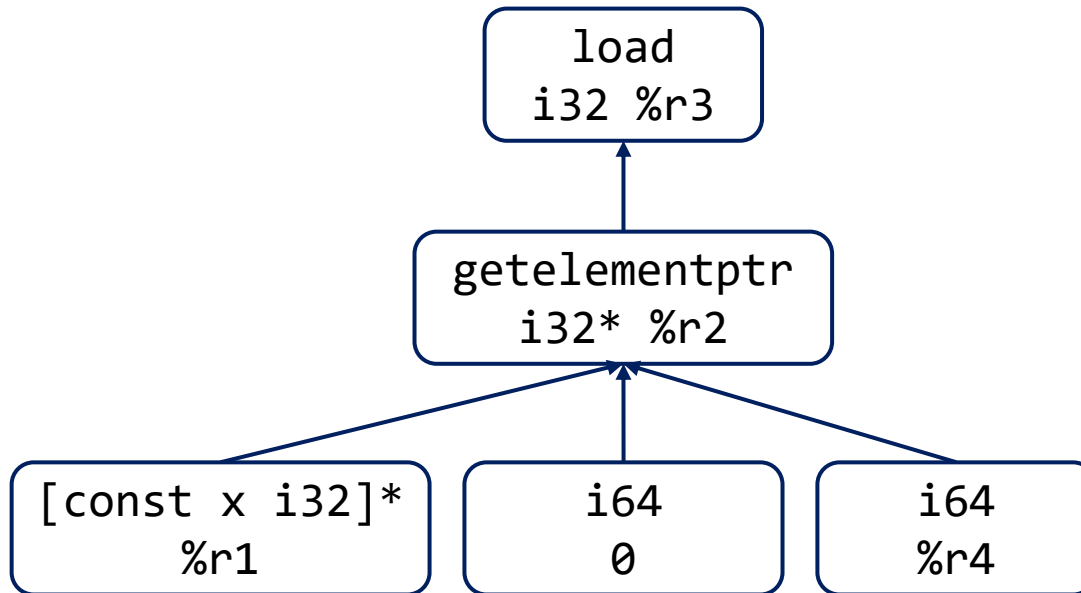 load
i32 %r3
getelementptr
i32* %r2
[const x i32]*
%r1
i64
0
i64
%r4